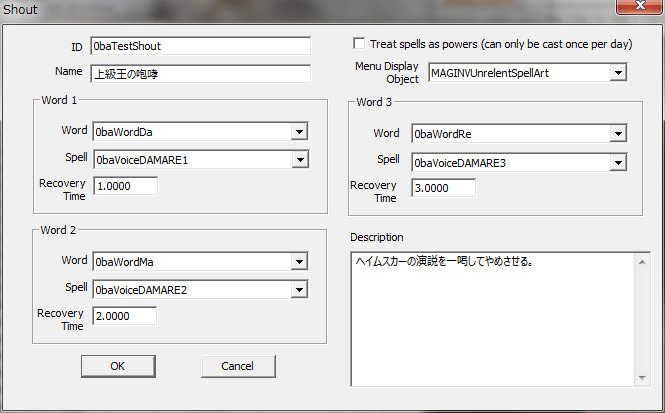 Shout
ID 0baTestShout
Name 上級王の咆哮
Treat spells as powers (can only be cast once per day)
Menu Display Object MAGINVUnrelentSpellArt
Word 1
Word 0baWordDa
Spell 0baVoiceDAMARE1
Recovery Time 1.0000
Word 2
Word 0baWordMa
Spell 0baVoiceDAMARE2
Recovery Time 2.0000
Word 3
Word 0baWordRe
Spell 0baVoiceDAMARE3
Recovery Time 3.0000
Description
ヘイムスカーの演説を一喝してやめさせる。
OK
Cancel